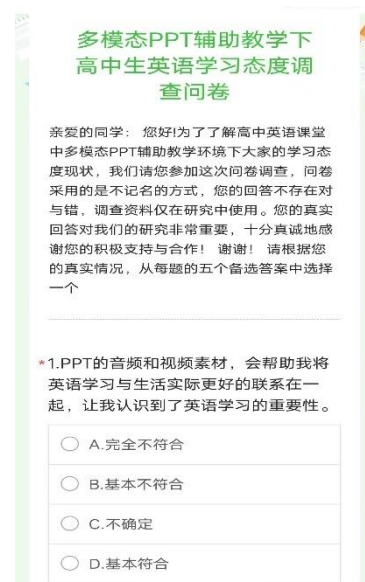 多模态PPT辅助教学下
高中生英语学习态度调
查问卷
亲爱的同学： 您好!为了了解高中英语课堂
中多模态PPT辅助教学环境下大家的学习态
度现状，我们请您参加这次问卷调查，问卷
采用的是不记名的方式，您的回答不存在对
与错，调查资料仅在研究中使用。您的真实
回答对我们的研究非常重要，十分真诚地感
谢您的积极支持与合作！ 谢谢！ 请根据您
的真实情况，从每题的五个备选答案中选择
一个
*1.PPT的音频和视频素材，会帮助我将
英语学习与生活实际更好的联系在一
起，让我认识到了英语学习的重要性。
A.完全不符合
B.基本不符合
C.不确定
D.基本符合